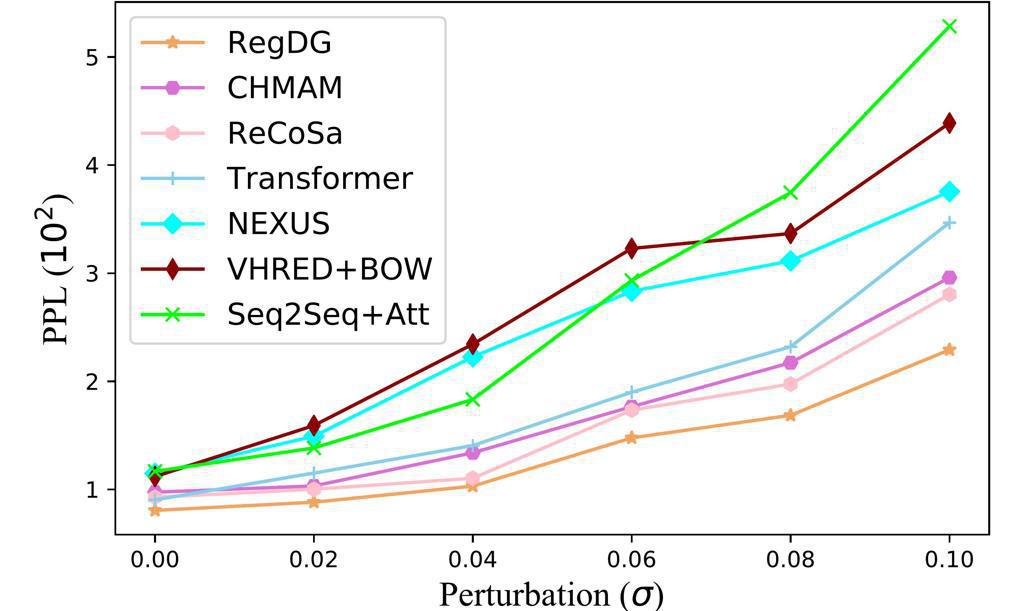 RegDG
CHMAM
ReCoSa
Transformer
NEXUS
VHRED+BOW
Seq2Seq+Att
5
4
3
2
1
PPL (10²)
0.00 0.02 0.04 0.06 0.08 0.10
Perturbation (σ)